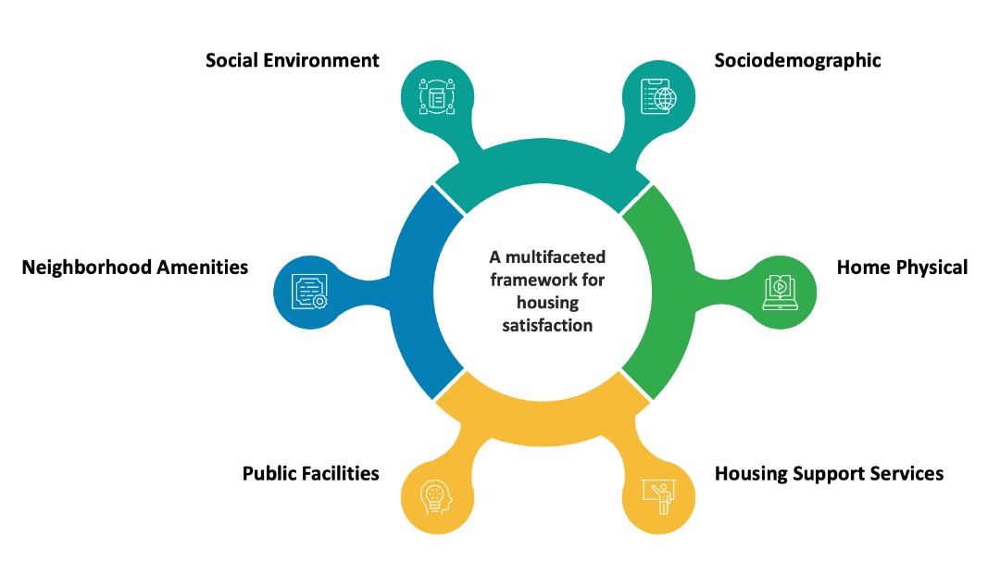 Social Environment
Sociodemographic
Neighborhood Amenities
A multifaceted
framework for
housing
satisfaction
Home Physical
Public Facilities
Housing Support Services